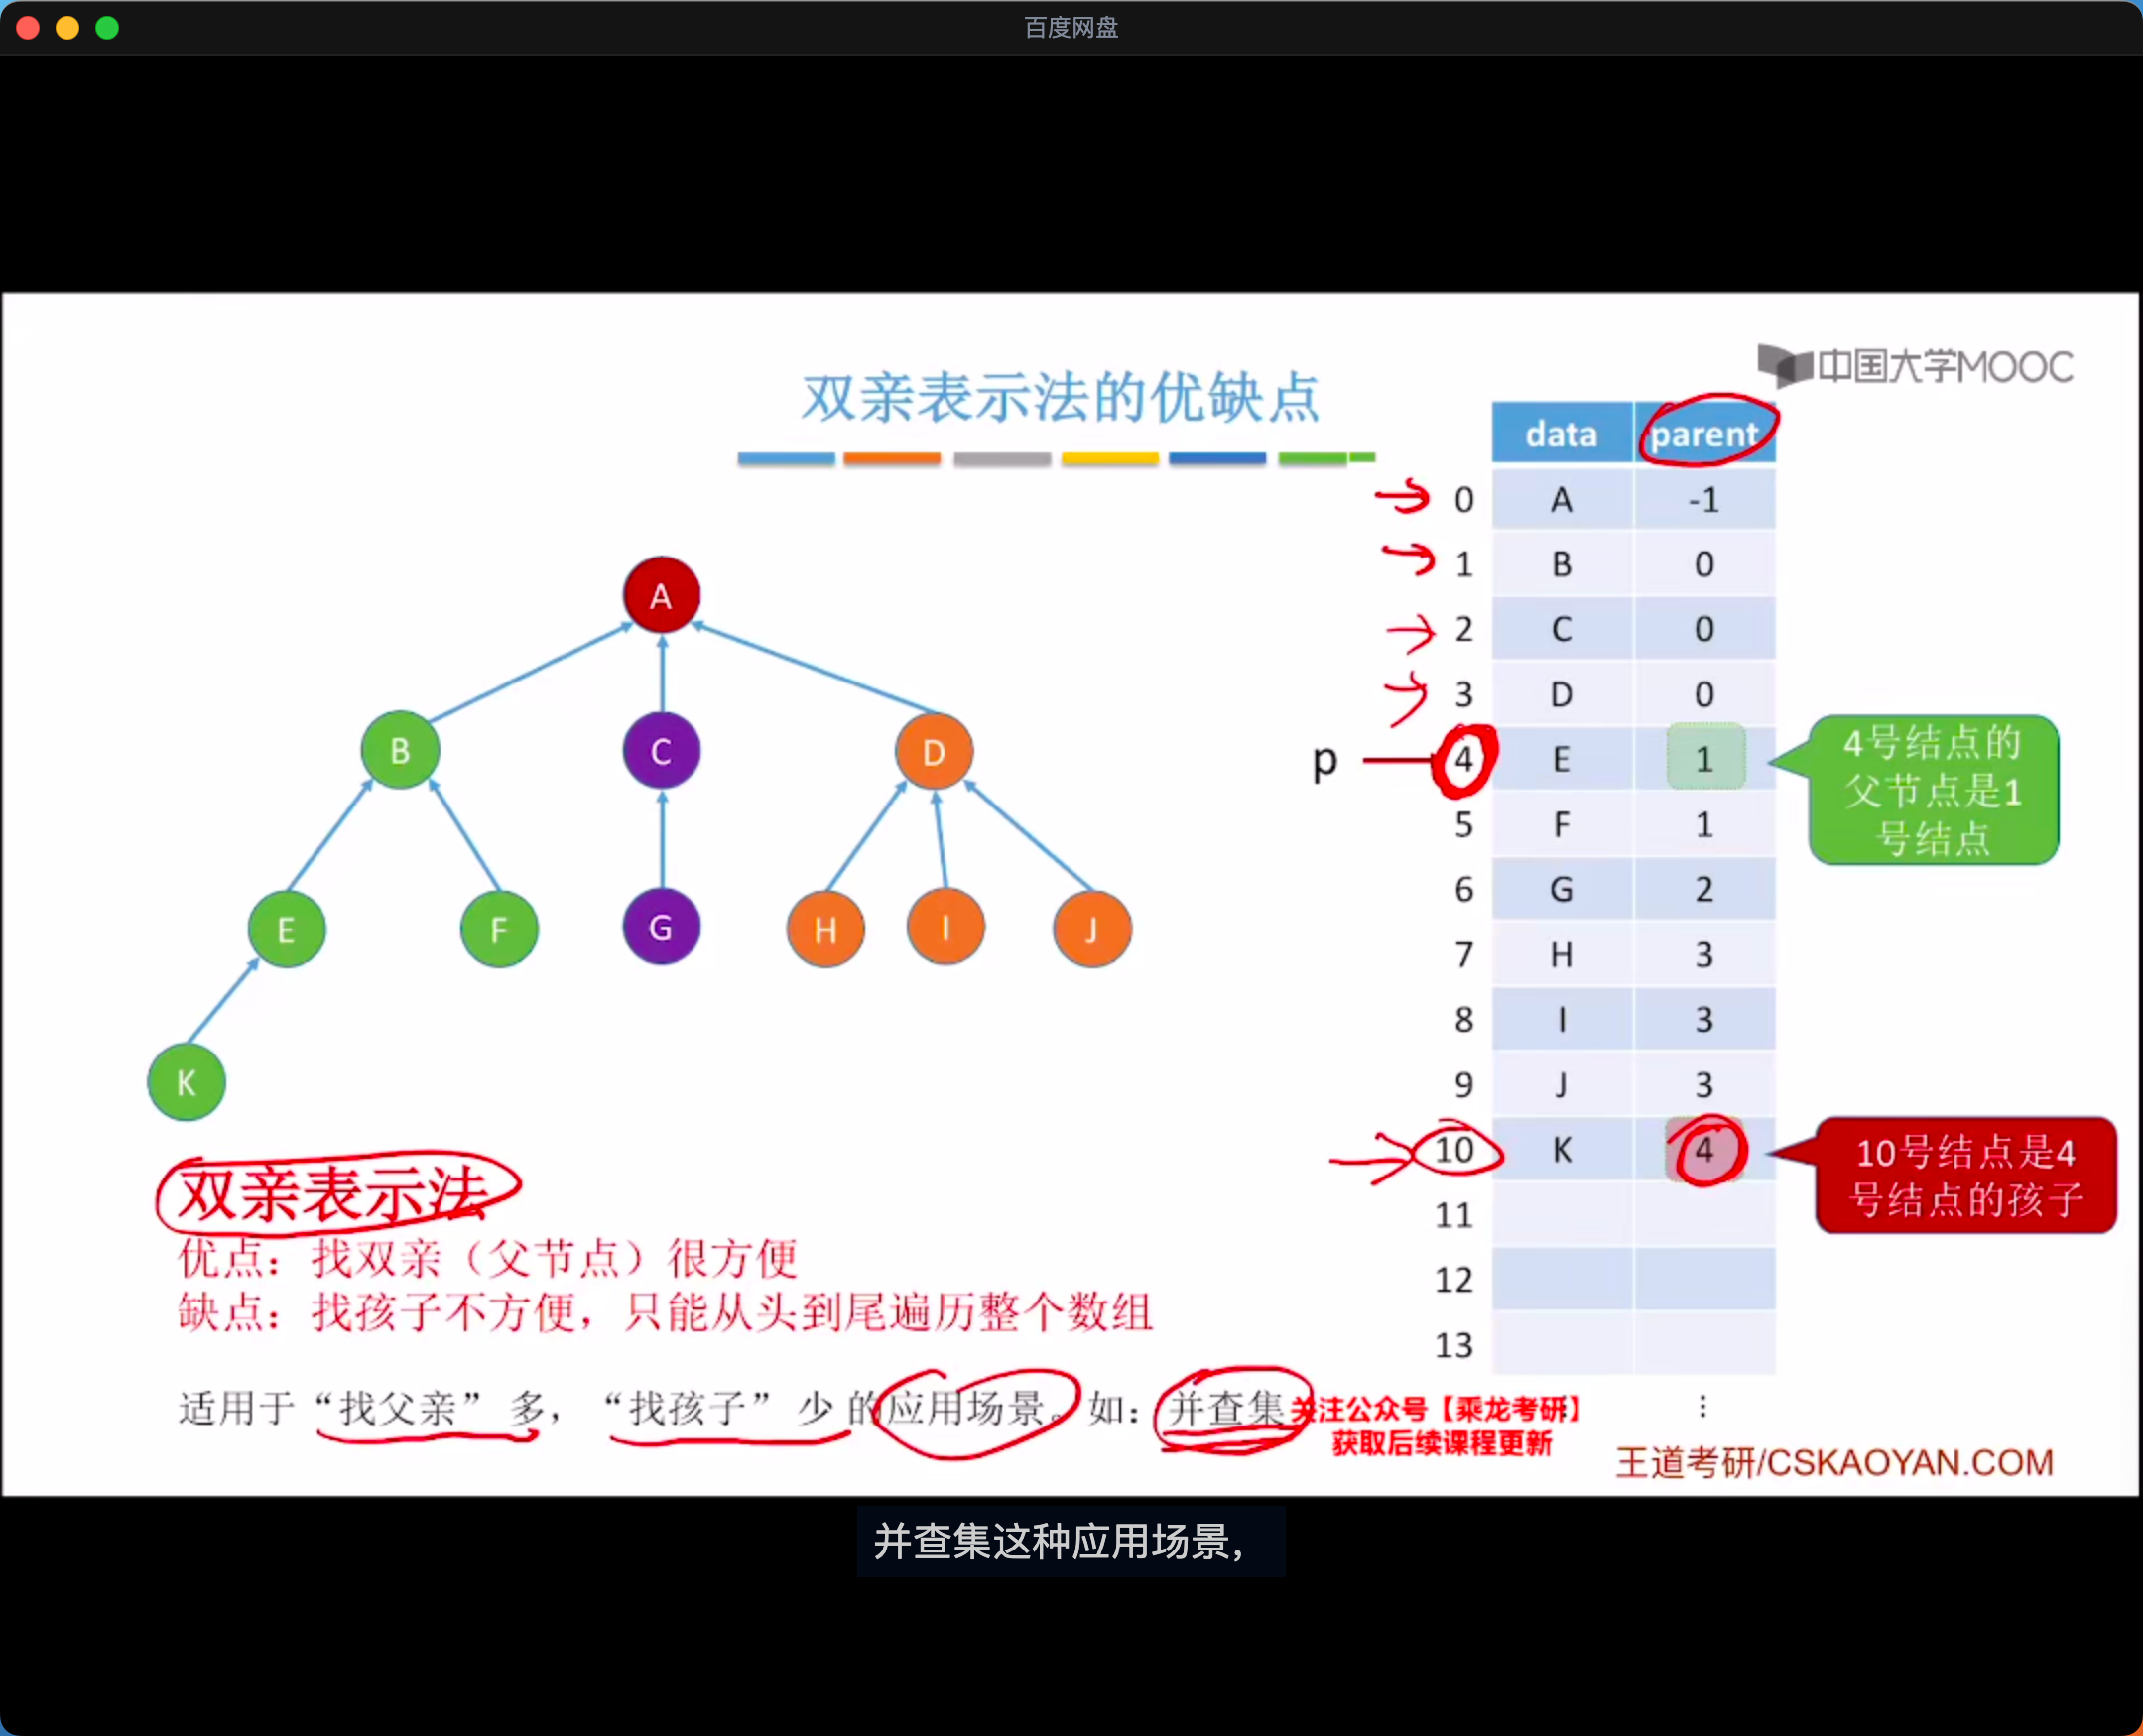 百度网盘
中国大学MOOC
双亲表示法的优缺点
data parent
0 A -1
1 B 0
2 C 0
3 D 0
p 4 E 1
5 F 1
6 G 2
7 H 3
8 I 3
9 J 3
10 K 4
11
12
13
⋮
4号结点的
父节点是1
号结点
10号结点是4
号结点的孩子
A
B C D
E F G H I J
K
双亲表示法
优点：找双亲（父节点）很方便
缺点：找孩子不方便，只能从头到尾遍历整个数组
适用于“找父亲”多，“找孩子”少的应用场景。如：并查集
关注公众号【乘龙考研】
获取后续课程更新
王道考研/CSKAOYAN.COM
并查集这种应用场景，